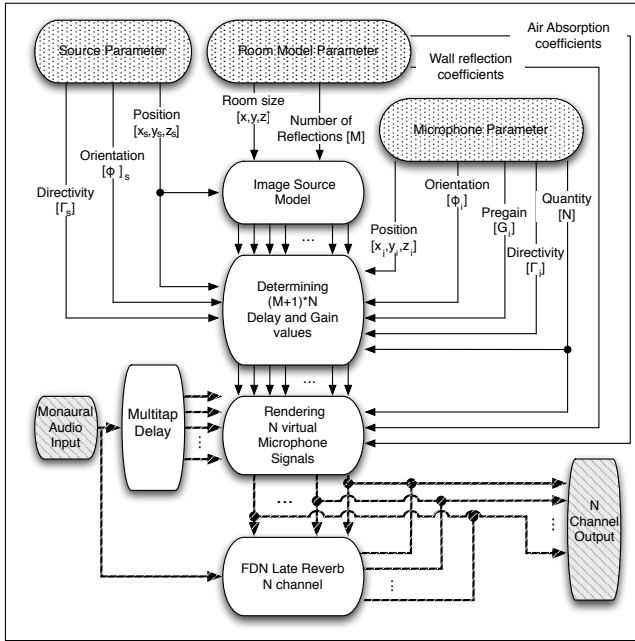 Source Parameter
Room Model Parameter
Air Absorption
coefficients
Wall reflection
coefficients
Position
[xs,ys,zs]
Orientation
[ϕ ]s
Directivity
[Γs]
Room size
[x,y,z]
Number of
Reflections [M]
Microphone Parameter
Image Source
Model
Position
[xi,yi,zi]
Orientation
[ϕi]
Pregain
[Gi]
Directivity
[Γi]
Quantity
[N]
...
Determining
(M+1)*N
Delay and Gain
values
...
Monaural
Audio
Input
Multitap
Delay
...
Rendering
N virtual
Microphone
Signals
...
FDN Late Reverb
N channel
...
...
N
Channel
Output